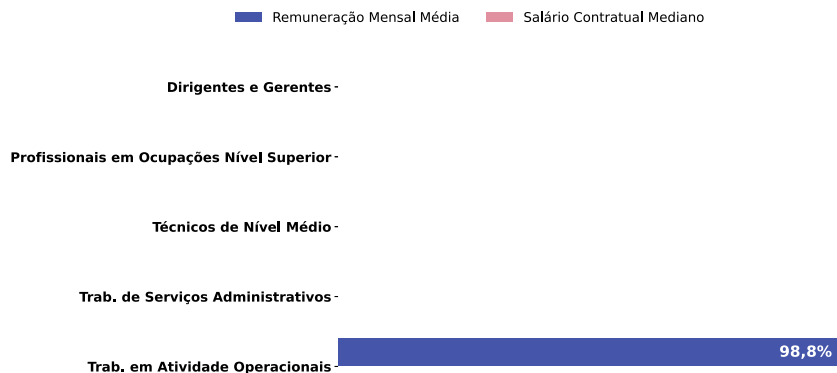 Remuneração Mensal Média Salário Contratual Mediano
Dirigentes e Gerentes
Profissionais em Ocupações Nível Superior
Técnicos de Nível Médio
Trab. de Serviços Administrativos
98,8%
Trab. em Atividade Operacionais